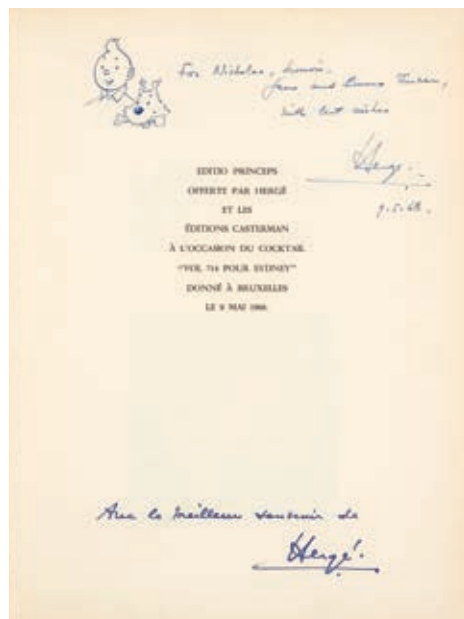 For Nicholas,
and
with best wishes
Hergé.
9.5.68.
EDITIO PRINCEPS
OFFERTE PAR HERGÉ
ET LES
ÉDITIONS CASTERMAN
À L'OCCASION DU COCKTAIL
"VOL 714 POUR SYDNEY"
DONNÉ À BRUXELLES
LE 9 MAI 1968.
Avec le meilleur souvenir de
Hergé.